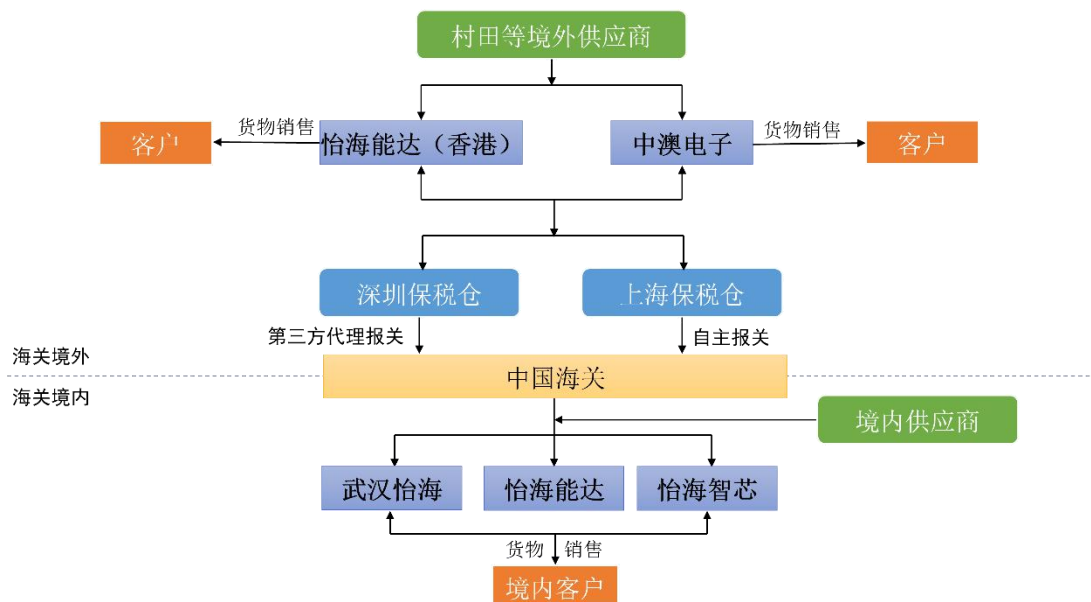 村田等境外供应商
货物销售
货物销售
客户
怡海能达（香港）
中澳电子
客户
深圳保税仓
上海保税仓
第三方代理报关
自主报关
海关境外
中国海关
海关境内
境内供应商
武汉怡海
怡海能达
怡海智芯
货物 销售
境内客户